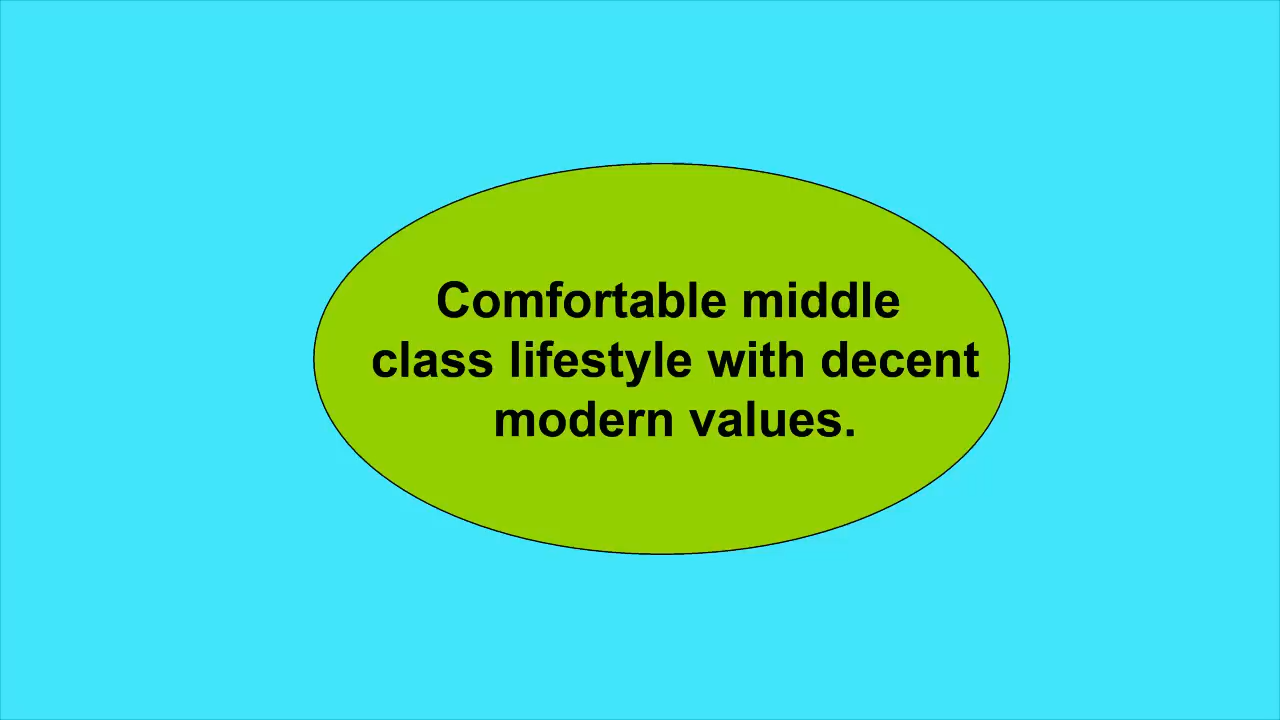 Comfortable middle
class lifestyle with decent
modern values.